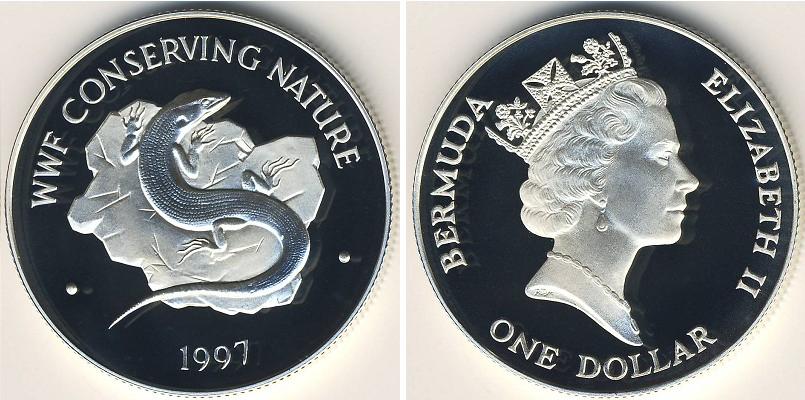 WWF CONSERVING NATURE
1997
BERMUDA
ELIZABETH II
ONE DOLLAR